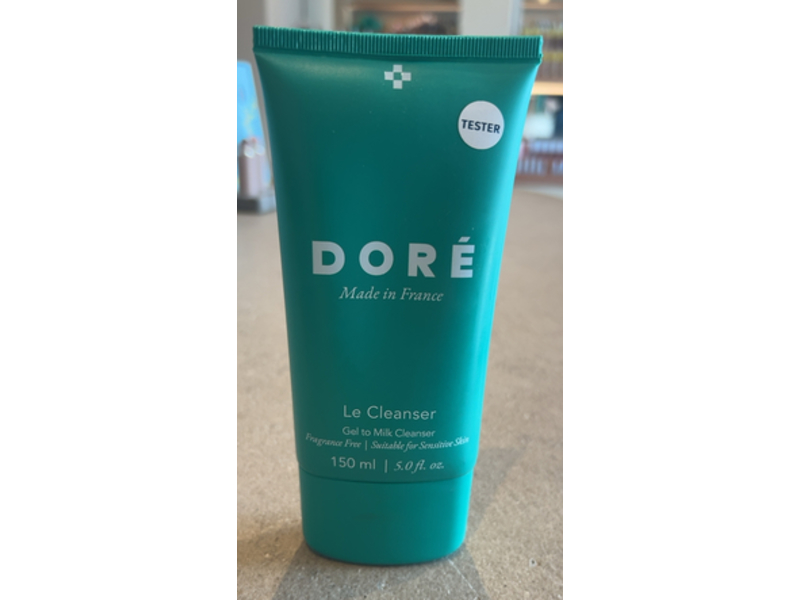 TESTER
DORÉ
Made in France
Le Cleanser
Gel to Milk Cleanser
Fragrance Free | Suitable for Sensitive Skin
150 ml | 5.0 fl. oz.